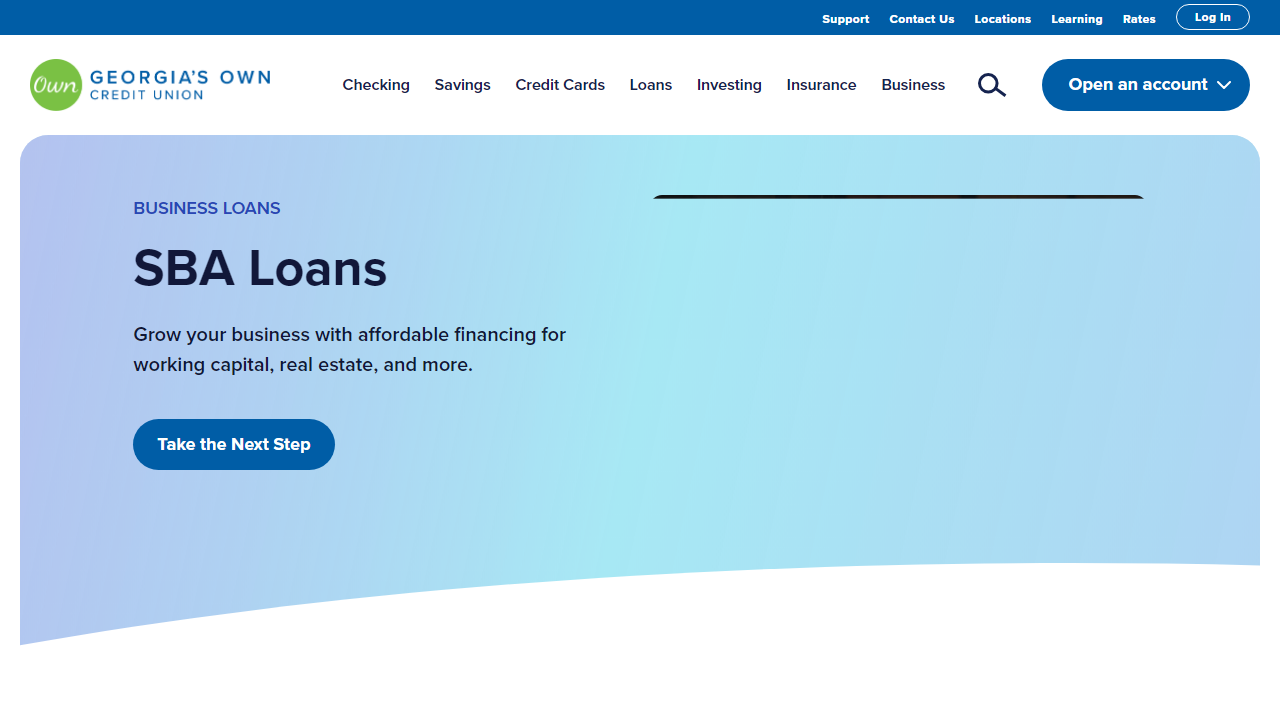 Support Contact Us Locations Learning Rates Log In
Own GEORGIA'S OWN
CREDIT UNION
Checking Savings Credit Cards Loans Investing Insurance Business Open an account
BUSINESS LOANS
SBA Loans
Grow your business with affordable financing for
working capital, real estate, and more.
Take the Next Step